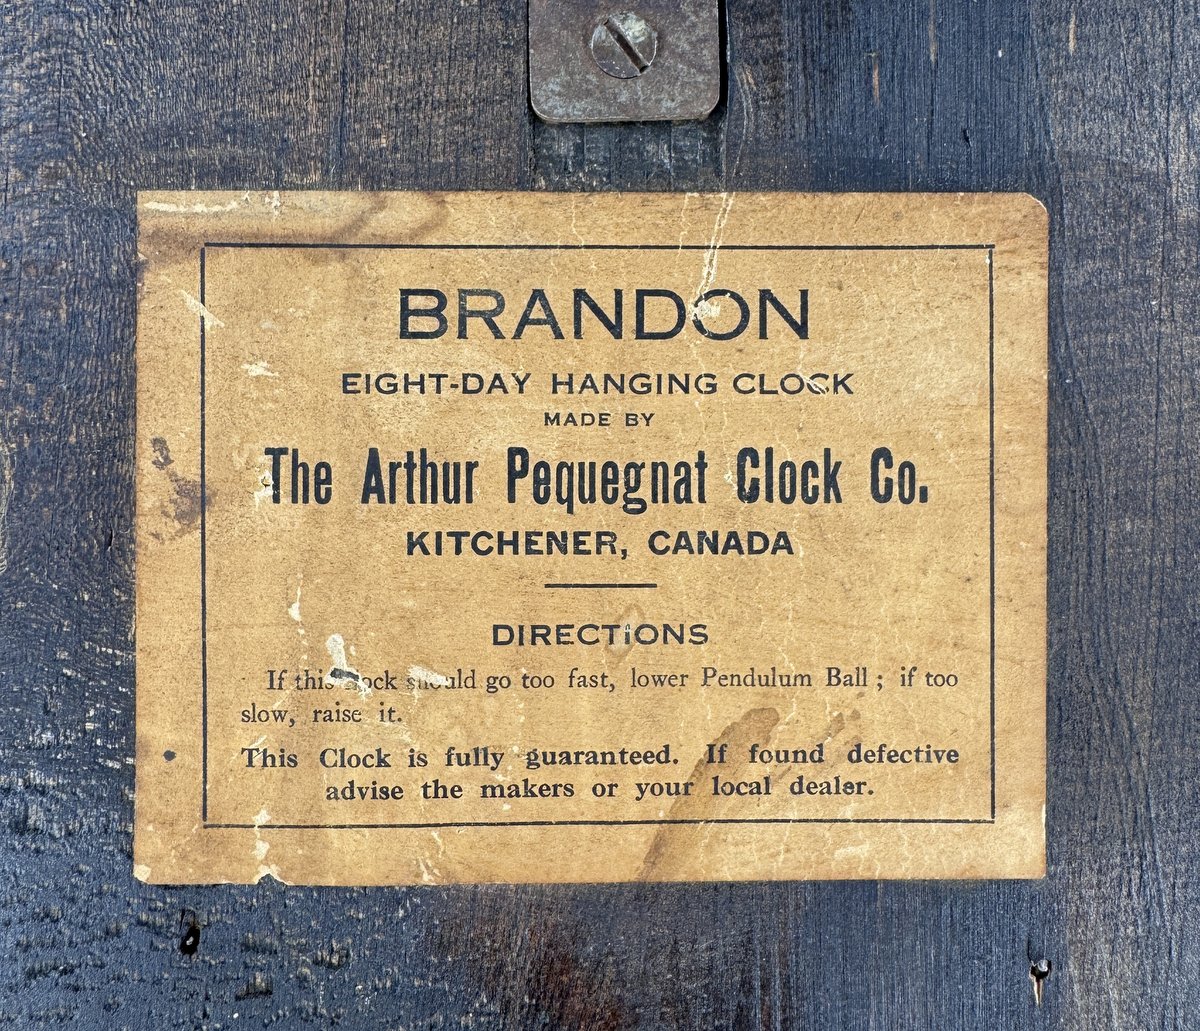 BRANDON
EIGHT-DAY HANGING CLOCK
MADE BY
The Arthur Pequegnat Clock Co.
KITCHENER, CANADA
DIRECTIONS
If this Clock should go too fast, lower Pendulum Ball ; if too
slow, raise it.
This Clock is fully guaranteed. If found defective
advise the makers or your local dealer.